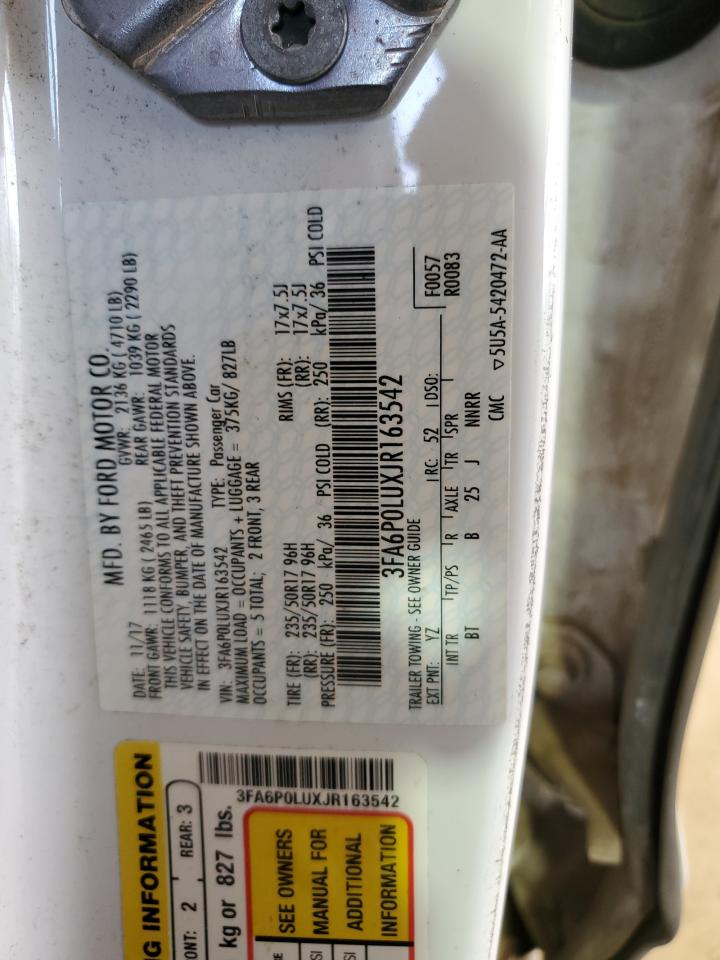 MFD. BY FORD MOTOR CO.
DATE: 11/17 GVWR: 2136 KG ( 4710 LB)
FRONT GAWR: 1118 KG ( 2465 LB) REAR GAWR: 1039 KG ( 2290 LB)
THIS VEHICLE CONFORMS TO ALL APPLICABLE FEDERAL MOTOR
VEHICLE SAFETY, BUMPER, AND THEFT PREVENTION STANDARDS
IN EFFECT ON THE DATE OF MANUFACTURE SHOWN ABOVE.
VIN: 3FA6P0LUXJR163542 TYPE: Passenger Car
MAXIMUM LOAD = OCCUPANTS + LUGGAGE = 375KG/ 827LB
OCCUPANTS = 5 TOTAL; 2 FRONT, 3 REAR
TIRE (FR): 235/50R17 96H RIMS (FR): 17x7.5J
(RR): 235/50R17 96H (RR): 17x7.5J
PRESSURE (FR): 250 kPa/ 36 PSI COLD (RR): 250 kPa/ 36 PSI COLD
3FA6P0LUXJR163542
TRAILER TOWING - SEE OWNER GUIDE F0057
EXT PNT: YZ RC: 52 DSO: R0083
INT TR TP/PS R AXLE TR SPR
BT B 25 J NNRR
CMC ▽5U5A-5420472-AA
NG INFORMATION
ONT: 2 REAR: 3
kg or 827 lbs.
3FA6P0LUXJR163542
SEE OWNERS
MANUAL FOR
ADDITIONAL
INFORMATION